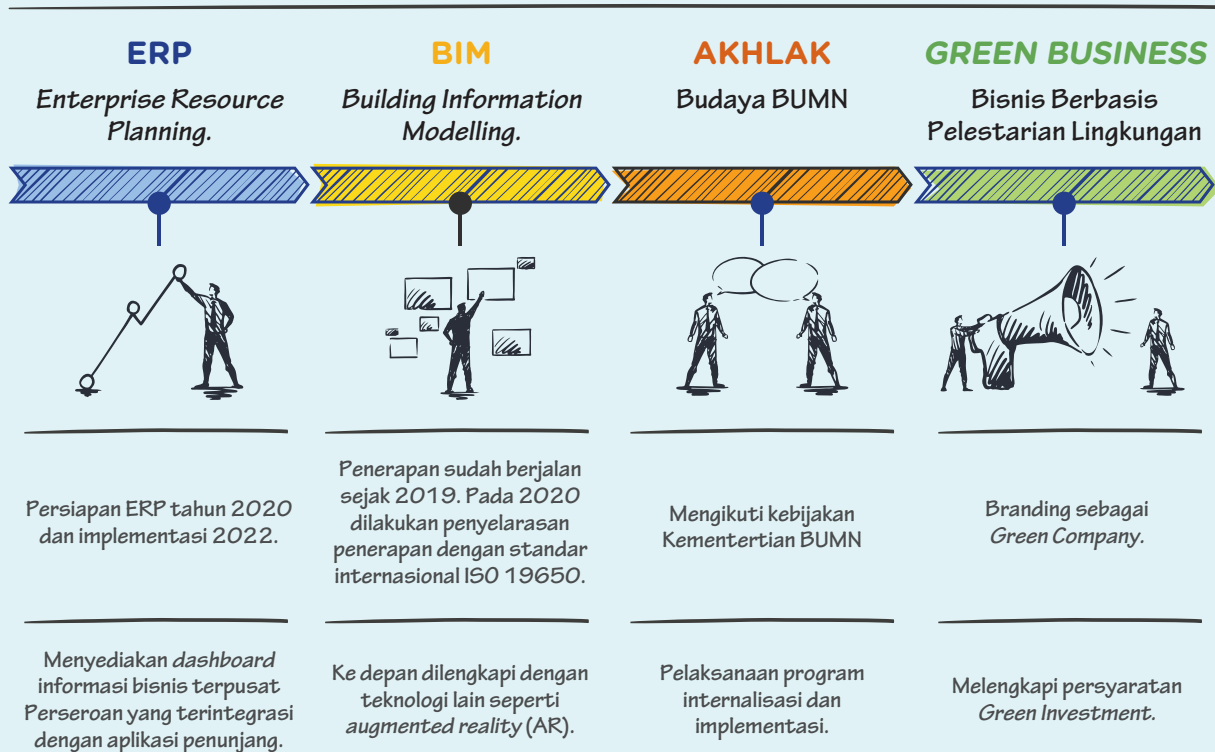 ERP
Enterprise Resource
Planning.
BIM
Building Information
Modelling.
AKHLAK
Budaya BUMN
GREEN BUSINESS
Bisnis Berbasis
Pelestarian Lingkungan
Persiapan ERP tahun 2020
dan implementasi 2022.
Penerapan sudah berjalan
sejak 2019. Pada 2020
dilakukan penyelarasan
penerapan dengan standar
internasional ISO 19650.
Mengikuti kebijakan
Kementertian BUMN
Branding sebagai
Green Company.
Menyediakan dashboard
informasi bisnis terpusat
Perseroan yang terintegrasi
dengan aplikasi penunjang.
Ke depan dilengkapi dengan
teknologi lain seperti
augmented reality (AR).
Pelaksanaan program
internalisasi dan
implementasi.
Melengkapi persyaratan
Green Investment.